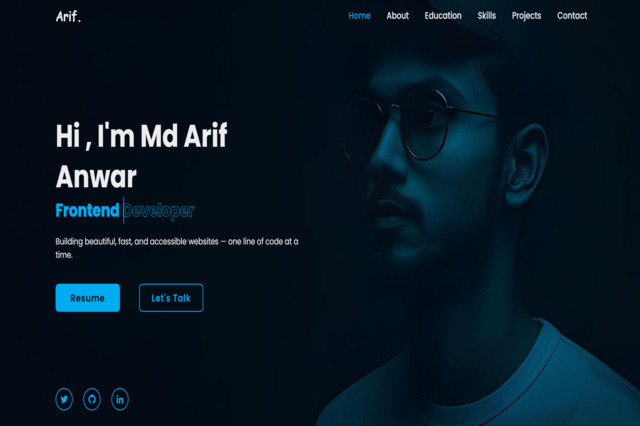 Arif.
Home About Education Skills Projects Contact
Hi , I'm Md Arif
Anwar
Frontend Developer
Building beautiful, fast, and accessible websites — one line of code at a
time.
Resume Let's Talk
in